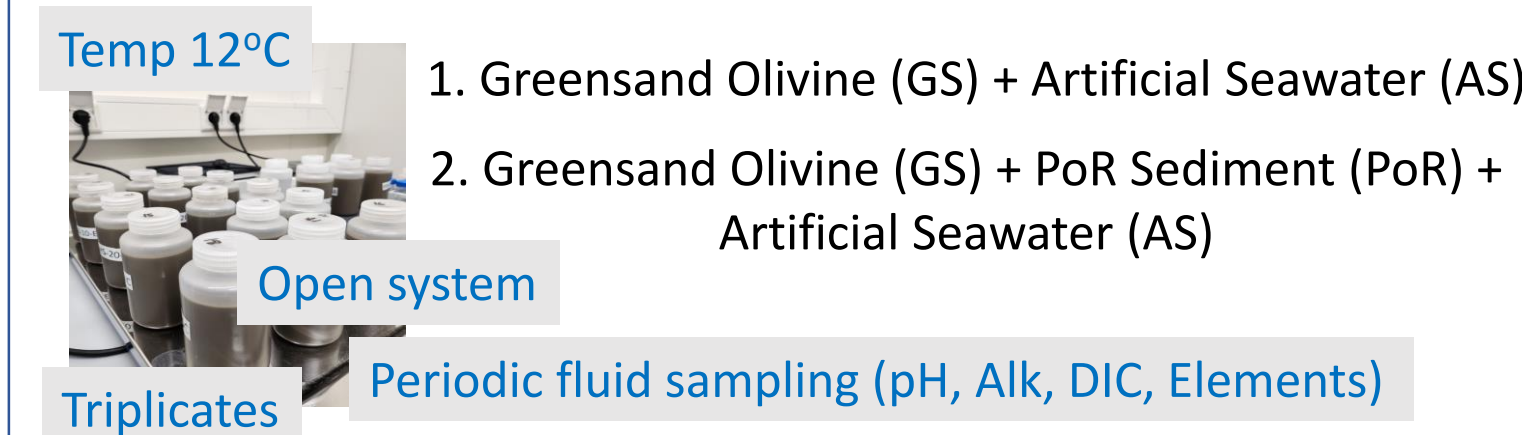 Temp 12°C
1. Greensand Olivine (GS) + Artificial Seawater (AS)
2. Greensand Olivine (GS) + PoR Sediment (PoR) +
Artificial Seawater (AS)
Open system
Periodic fluid sampling (pH, Alk, DIC, Elements)
Triplicates